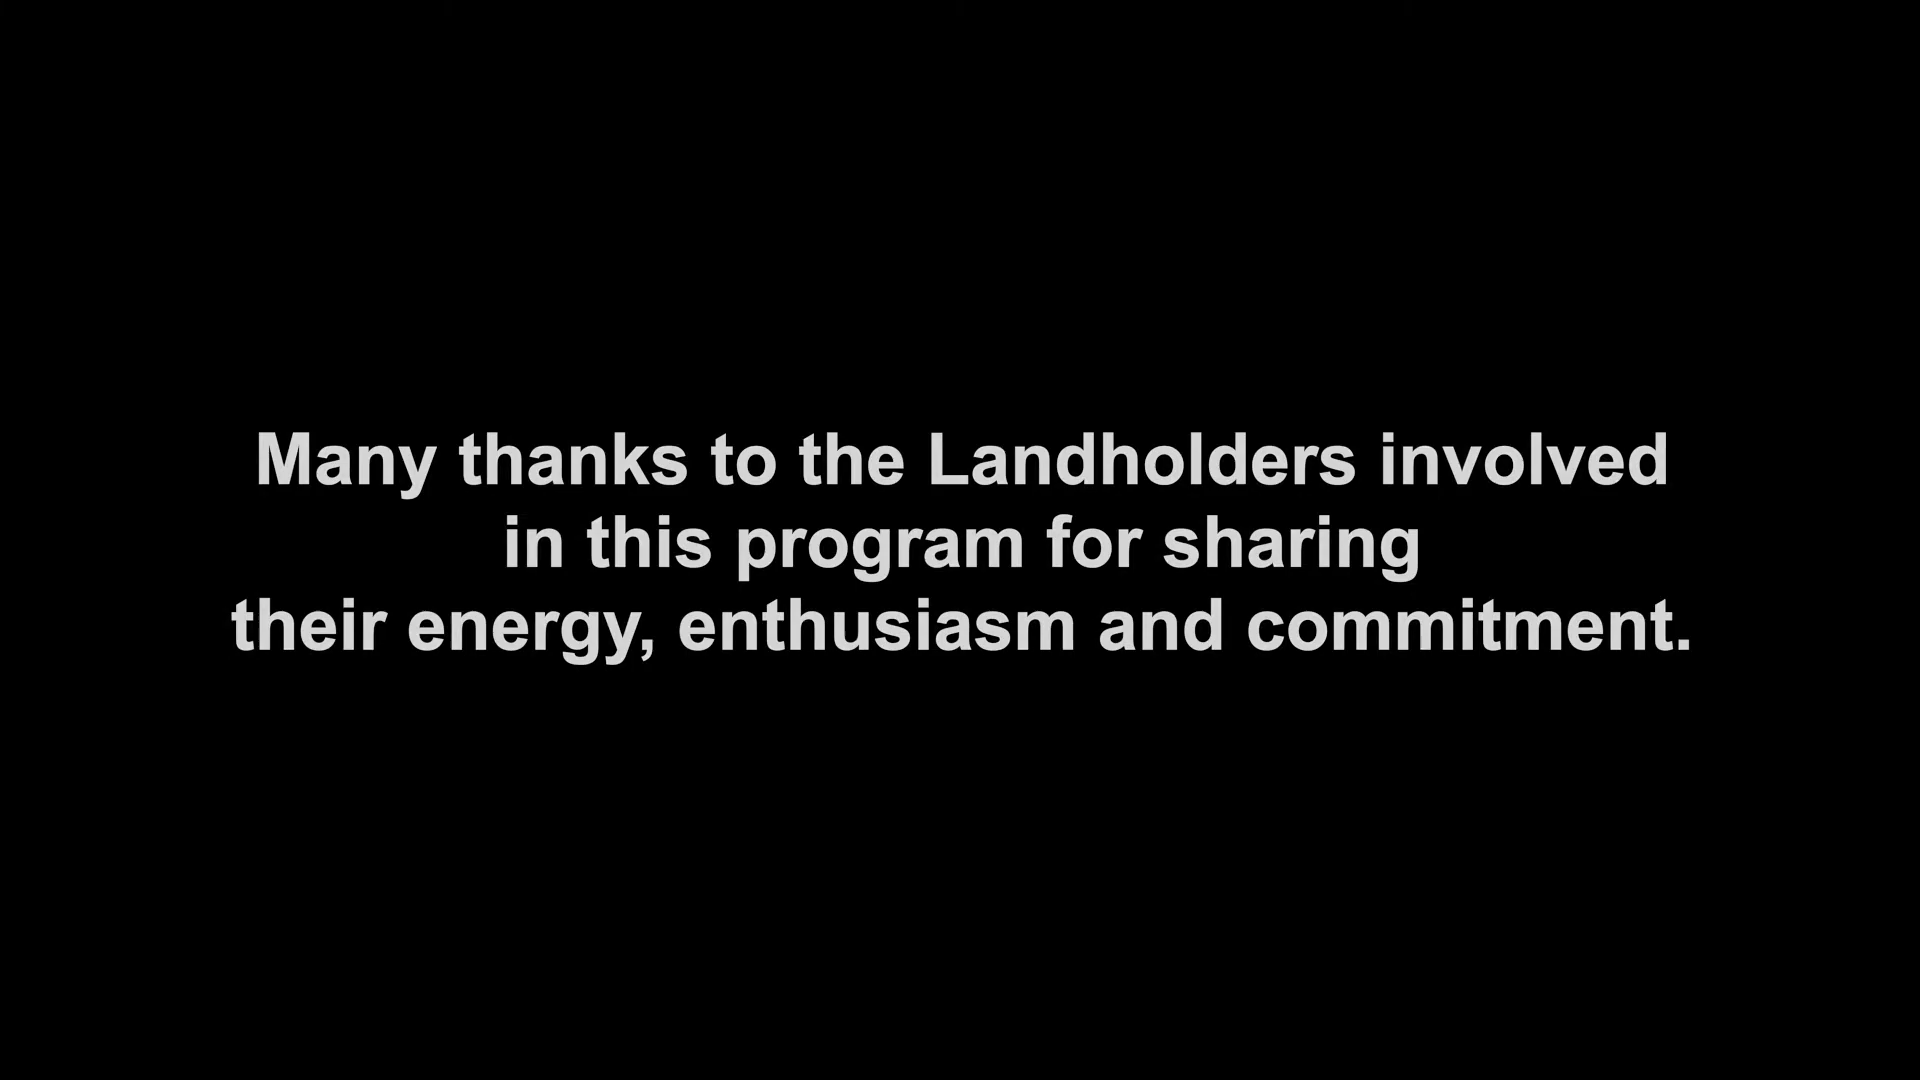 Many thanks to the Landholders involved
in this program for sharing
their energy, enthusiasm and commitment.